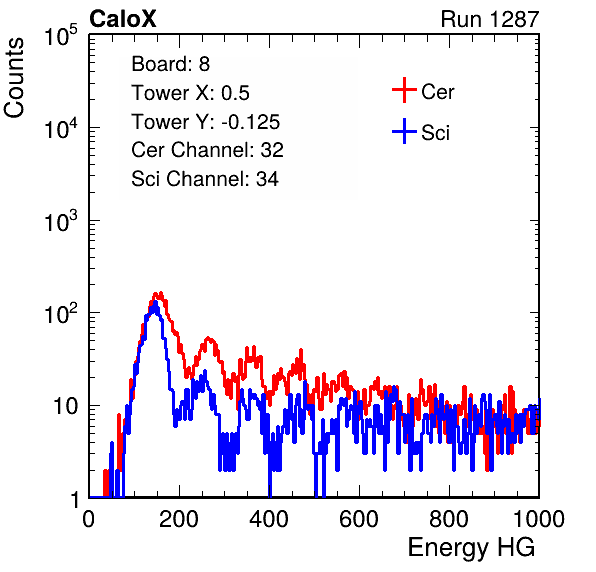 CaloX Run 1287
Counts
10^5
10^4
10^3
10^2
10
1
Board: 8
Tower X: 0.5
Tower Y: -0.125
Cer Channel: 32
Sci Channel: 34
Cer
Sci
0 200 400 600 800 1000
Energy HG